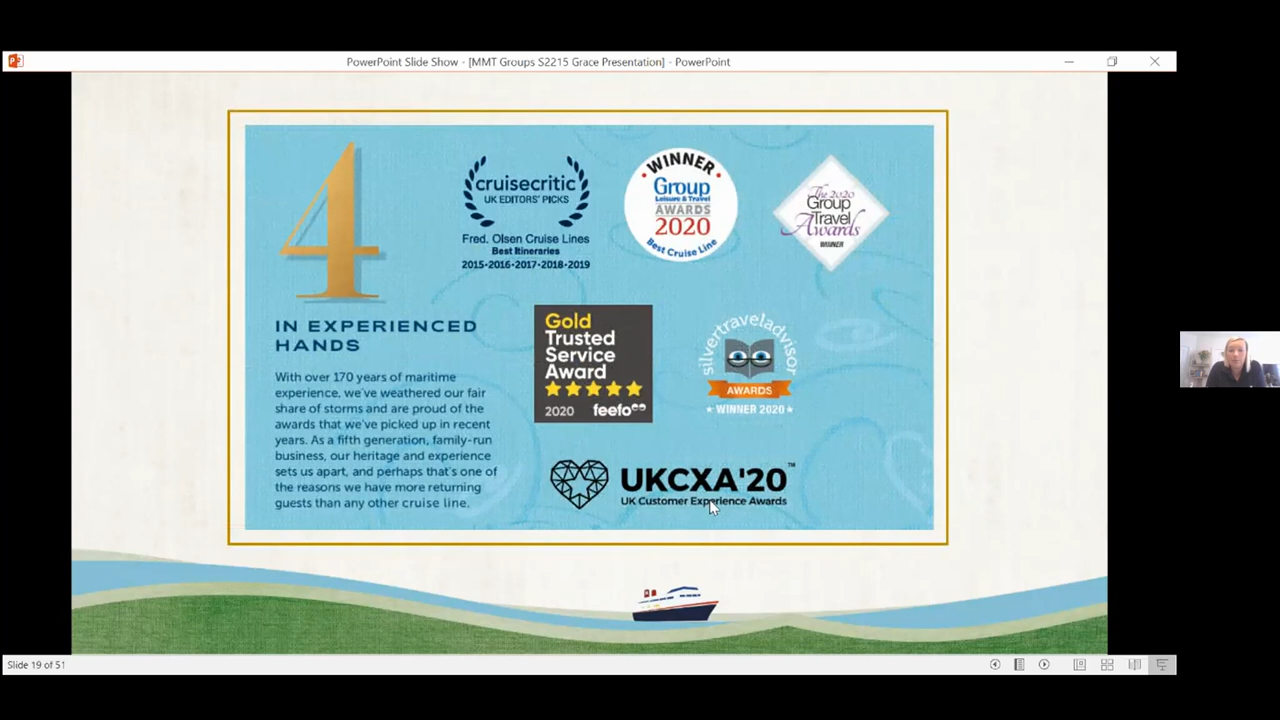 PowerPoint Slide Show - [MMT Groups S2215 Grace Presentation] - PowerPoint
4
IN EXPERIENCED
HANDS
With over 170 years of maritime
experience, we've weathered our fair
share of storms and are proud of the
awards that we've picked up in recent
years. As a fifth generation, family-run
business, our heritage and experience
sets us apart, and perhaps that's one of
the reasons we have more returning
guests than any other cruise line.
cruisecritic
UK EDITORS' PICKS
Fred. Olsen Cruise Lines
Best Itineraries
2015•2016•2017•2018•2019
WINNER
Group
Leisure & Travel
AWARDS
2020
Best Cruise Line
The 2020
Group
Travel
Awards
WINNER
Gold
Trusted
Service
Award
2020 feefo
silvertraveladvisor
AWARDS
★ WINNER 2020 ★
UKCXA'20™
UK Customer Experience Awards
Slide 19 of 51